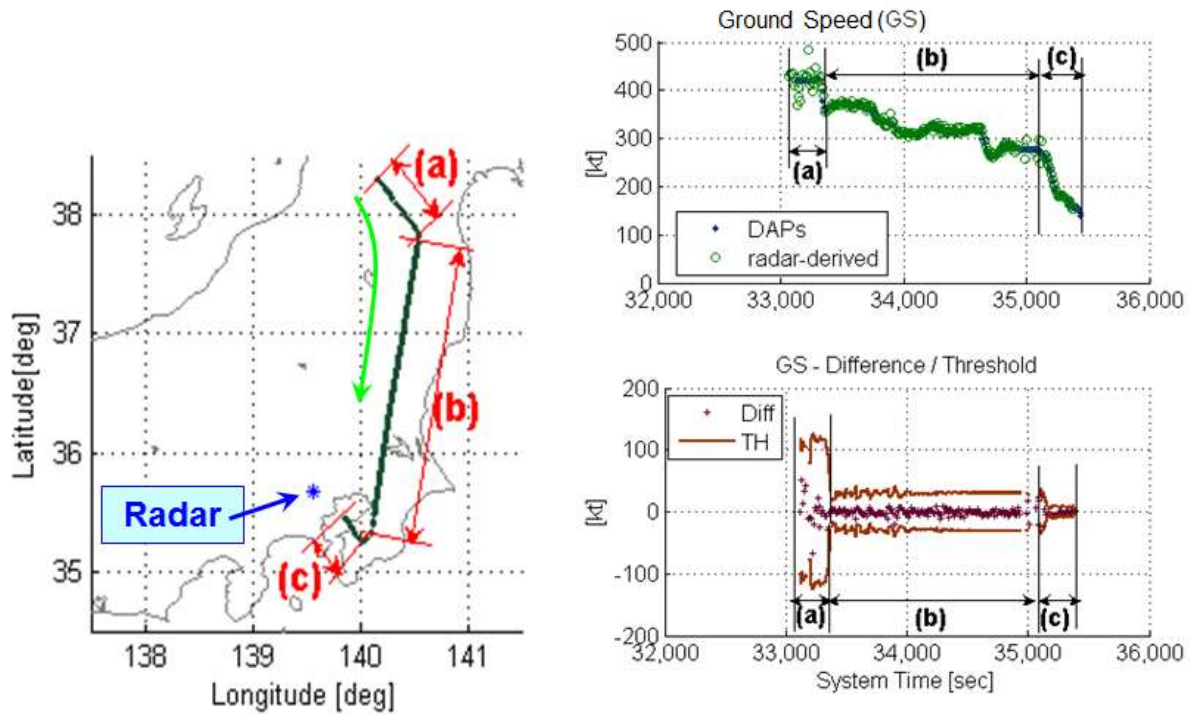 (a)
38
37
(b)
36
Radar
35
(c)
138
139
140
141
Latitude[deg]
Longitude [deg]
Ground Speed (GS)
500
400
300
200
100
0
[kt]
(a)
(b)
(c)
DAPs
radar-derived
32,000
33,000
34,000
35,000
36,000
GS - Difference / Threshold
200
100
0
-100
-200
[kt]
Diff
TH
(a)
(b)
(c)
32,000
33,000
34,000
35,000
36,000
System Time [sec]